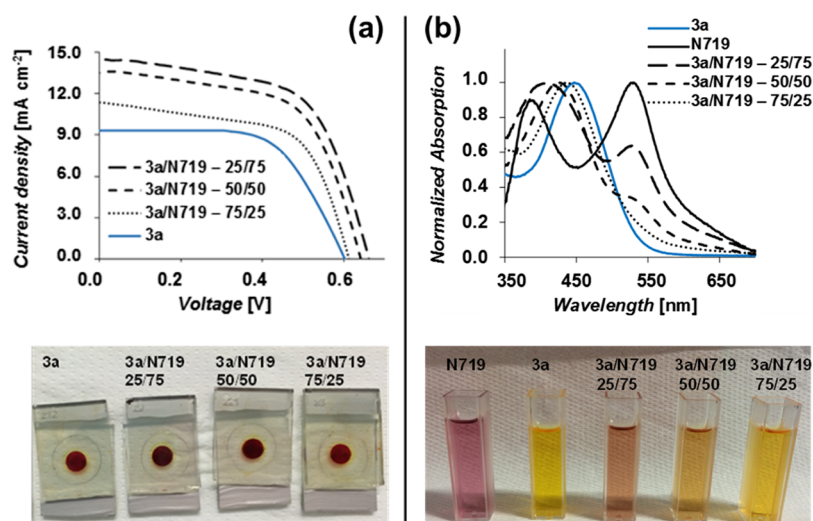 (a)
15.0
12.0
9.0
6.0
3.0
0.0
Current density [mA cm-2]
3a/N719 – 25/75
3a/N719 – 50/50
3a/N719 – 75/25
3a
0.0 0.2 0.4 0.6
Voltage [V]
3a
3a/N719
25/75
3a/N719
50/50
3a/N719
75/25
(b)
3a
N719
3a/N719 – 25/75
3a/N719 – 50/50
3a/N719 – 75/25
1.0
0.8
0.6
0.4
0.2
0.0
Normalized Absorption
350 450 550 650
Wavelength [nm]
N719
3a
3a/N719
25/75
3a/N719
50/50
3a/N719
75/25